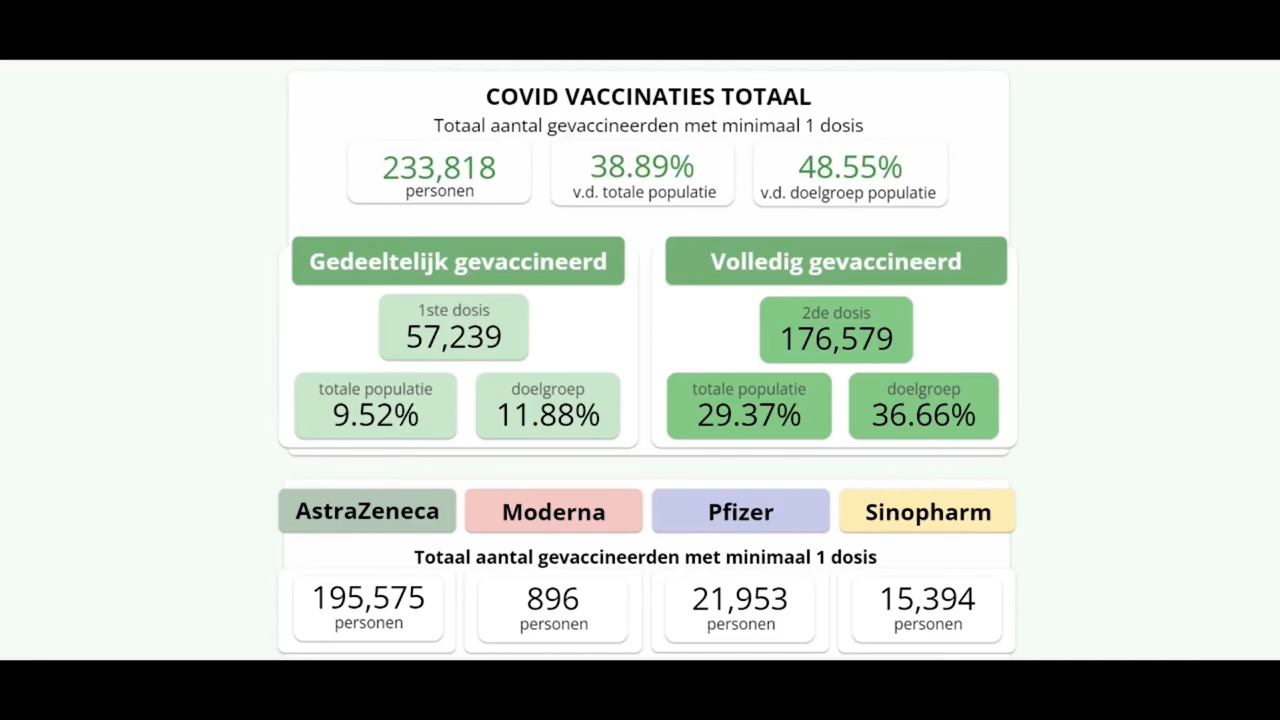 COVID VACCINATIES TOTAAL
Totaal aantal gevaccineerden met minimaal 1 dosis
233,818
personen
38.89%
v.d. totale populatie
48.55%
v.d. doelgroep populatie
Gedeeltelijk gevaccineerd
1ste dosis
57,239
totale populatie
9.52%
doelgroep
11.88%
Volledig gevaccineerd
2de dosis
176,579
totale populatie
29.37%
doelgroep
36.66%
AstraZeneca
Moderna
Pfizer
Sinopharm
Totaal aantal gevaccineerden met minimaal 1 dosis
195,575
personen
896
personen
21,953
personen
15,394
personen